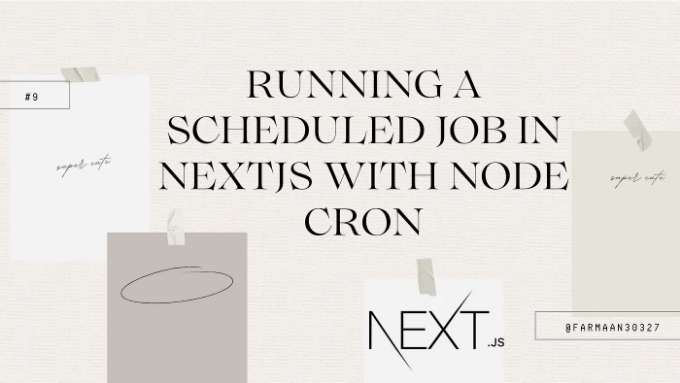 #9
RUNNING A
SCHEDULED JOB IN
NEXTJS WITH NODE
CRON
super cute
super cute
NEXT.JS
@FARMAAN30327